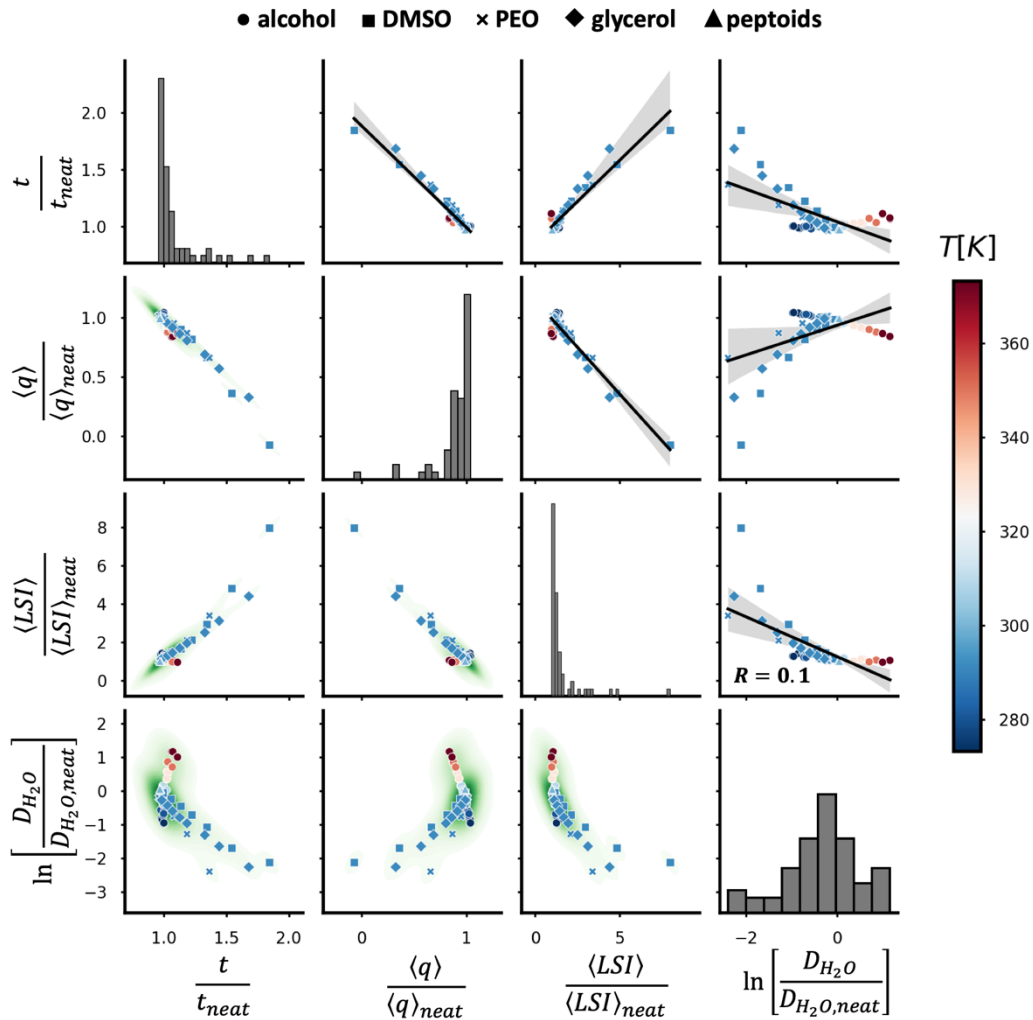 ● alcohol ■ DMSO × PEO ◆ glycerol ▲ peptoids
t / t_neat
2.0
1.5
1.0
⟨q⟩ / ⟨q⟩_neat
1.0
0.5
0.0
⟨LSI⟩ / ⟨LSI⟩_neat
8
6
4
2
0
R = 0.1
ln [ D_H₂O / D_H₂O,neat ]
2
1
0
−1
−2
−3
1.0 1.5 2.0
0 1
0 5
−2 0
t / t_neat
⟨q⟩ / ⟨q⟩_neat
⟨LSI⟩ / ⟨LSI⟩_neat
ln [ D_H₂O / D_H₂O,neat ]
T[K]
360
340
320
300
280